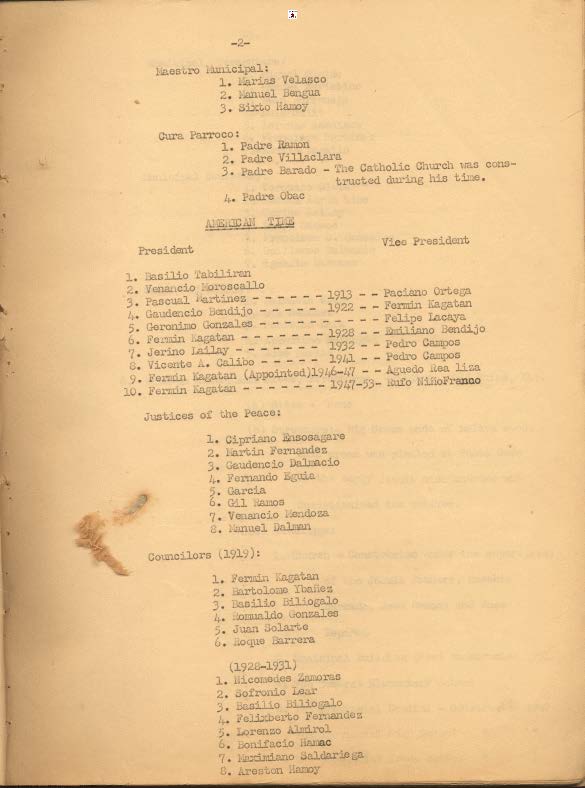 -2-
Maestro Municipal:
1. Marias Velasco
2. Manuel Bengua
3. Sixto Hamoy
Cura Parroco:
1. Padre Ramon
2. Padre Villaclara
3. Padre Barado - The Catholic Church was cons-
tructed during his time.
4. Padre Obac
AMERICAN TIME
President Vice President
1. Basilio Tabiliran
2. Venancio Moroscallo
3. Pascual Martinez - - - - - - 1913 - - Paciano Ortega
4. Gaudencio Bendijo - - - - - - 1922 - - Fermin Kagatan
5. Geronimo Gonzales - - - - - - - - - - - Felipe Lacaya
6. Fermin Kagatan - - - - - - - 1928 - - Emiliano Bendijo
7. Jerino Lailay - - - - - - - - 1932 - - Pedro Campos
8. Vicente A. Calibo - - - - - - 1941 - - Pedro Campos
9. Fermin Kagatan (Appointed)1946-47 - - Aguedo Rea liza
10. Fermin Kagatan - - - - - - - 1947-53- Rufo NiñoFranco
Justices of the Peace:
1. Cipriano Ensosagare
2. Martin Fernandez
3. Gaudencio Dalmacio
4. Fernando Eguia
5. Garcia
6. Gil Ramos
7. Venancio Mendoza
8. Manuel Dalman
Councilors (1919):
1. Fermin Kagatan
2. Bartolome Ybañez
3. Basilio Biliogalo
4. Romualdo Gonzales
5. Juan Solarte
6. Roque Barrera
(1928-1931)
1. Nicomedes Zamoras
2. Sofronio Lear
3. Basilio Biliogalo
4. Felixberto Fernandez
5. Lorenzo Almirol
6. Bonifacio Hamac
7. Maximiano Saldariega
8. Areston Hamoy